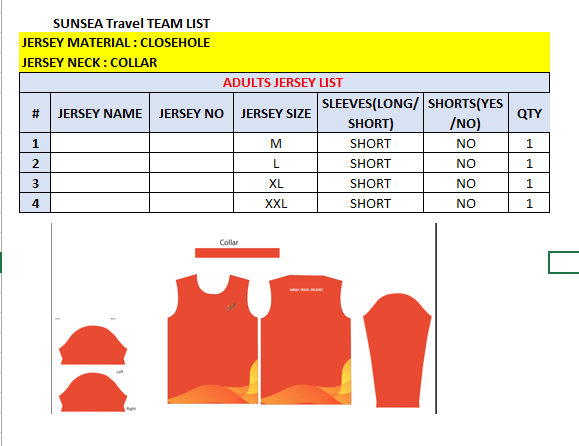 SUNSEA Travel TEAM LIST
JERSEY MATERIAL : CLOSEHOLE
JERSEY NECK : COLLAR
ADULTS JERSEY LIST
# JERSEY NAME JERSEY NO JERSEY SIZE SLEEVES(LONG/ SHORT) SHORTS(YES /NO) QTY
1 M SHORT NO 1
2 L SHORT NO 1
3 XL SHORT NO 1
4 XXL SHORT NO 1
Collar
Left
Right